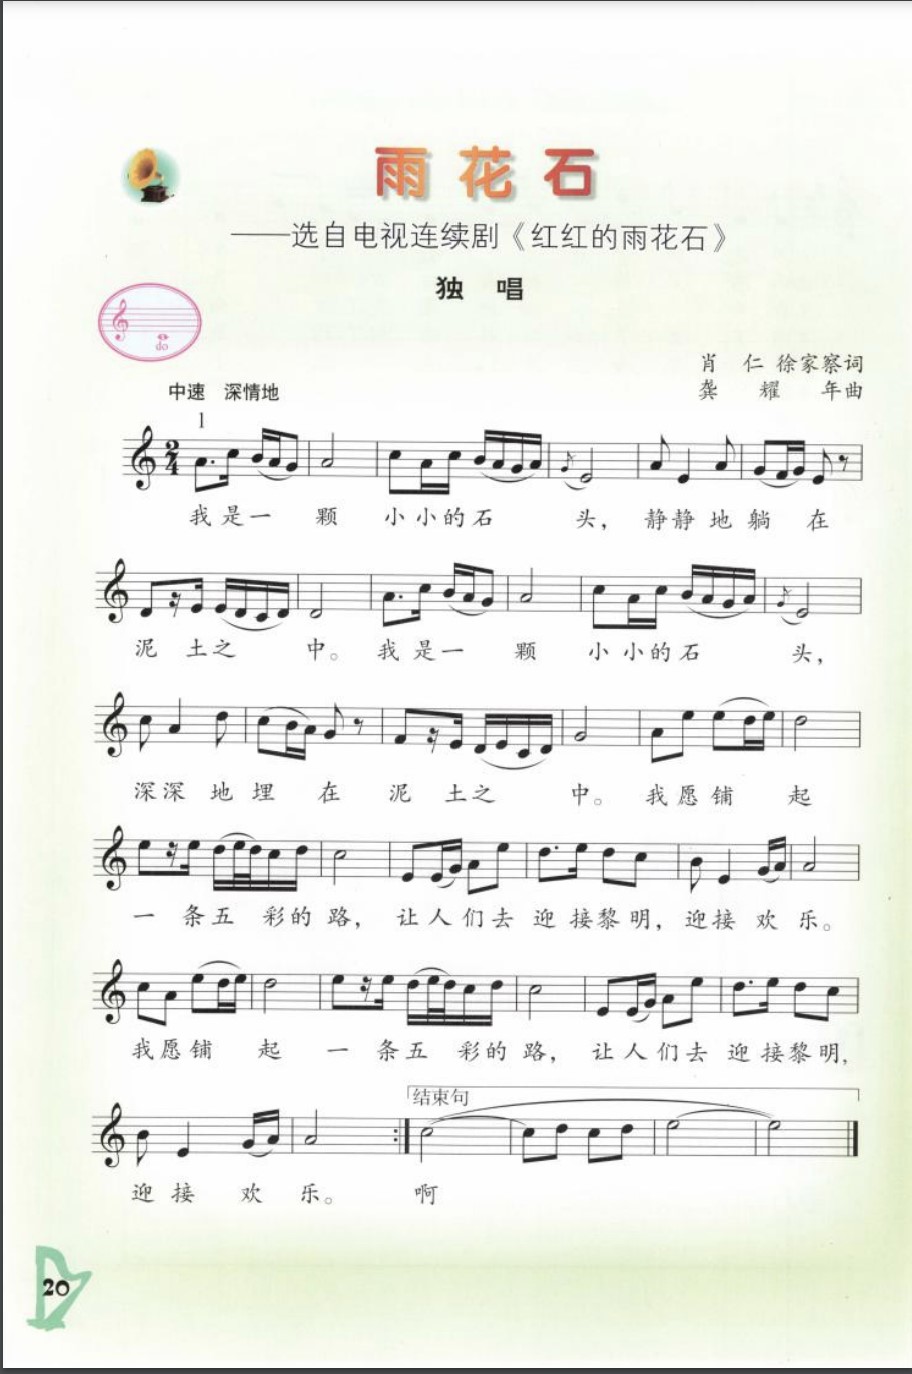 雨花石
——选自电视连续剧《红红的雨花石》
独 唱
do
肖 仁 徐家察词
中速 深情地
龚 耀 年曲
1
2
4
我是一 颗 小小的石 头，静静地躺 在
泥 土之 中。我是一 颗 小小的石 头，
深深 地埋 在 泥 土之 中。我愿铺 起
一 条五 彩的路，让人们去迎接黎明，迎接欢 乐。
我愿铺 起 一 条五 彩的路，让人们去迎接黎明，
结束句
迎接 欢 乐。 啊
20